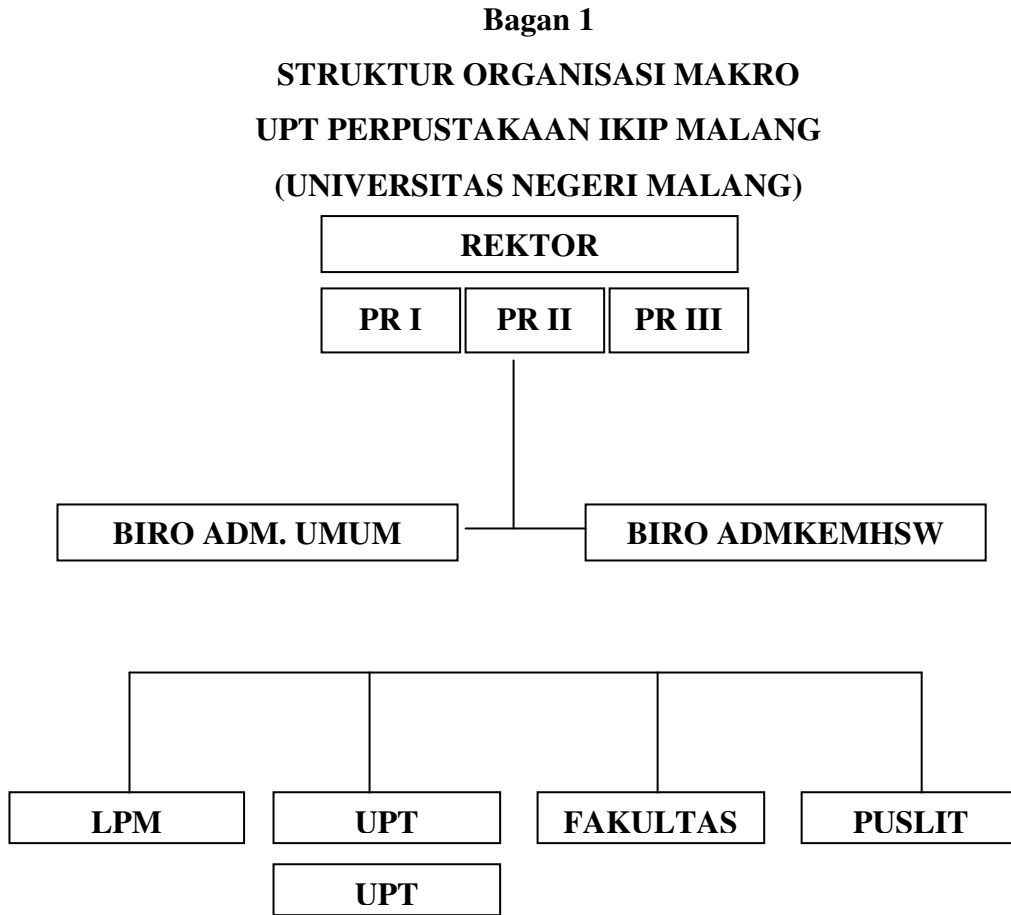 Bagan 1
STRUKTUR ORGANISASI MAKRO
UPT PERPUSTAKAAN IKIP MALANG
(UNIVERSITAS NEGERI MALANG)
REKTOR
PR I PR II PR III
BIRO ADM. UMUM BIRO ADMKEMHSW
LPM UPT FAKULTAS PUSLIT
UPT